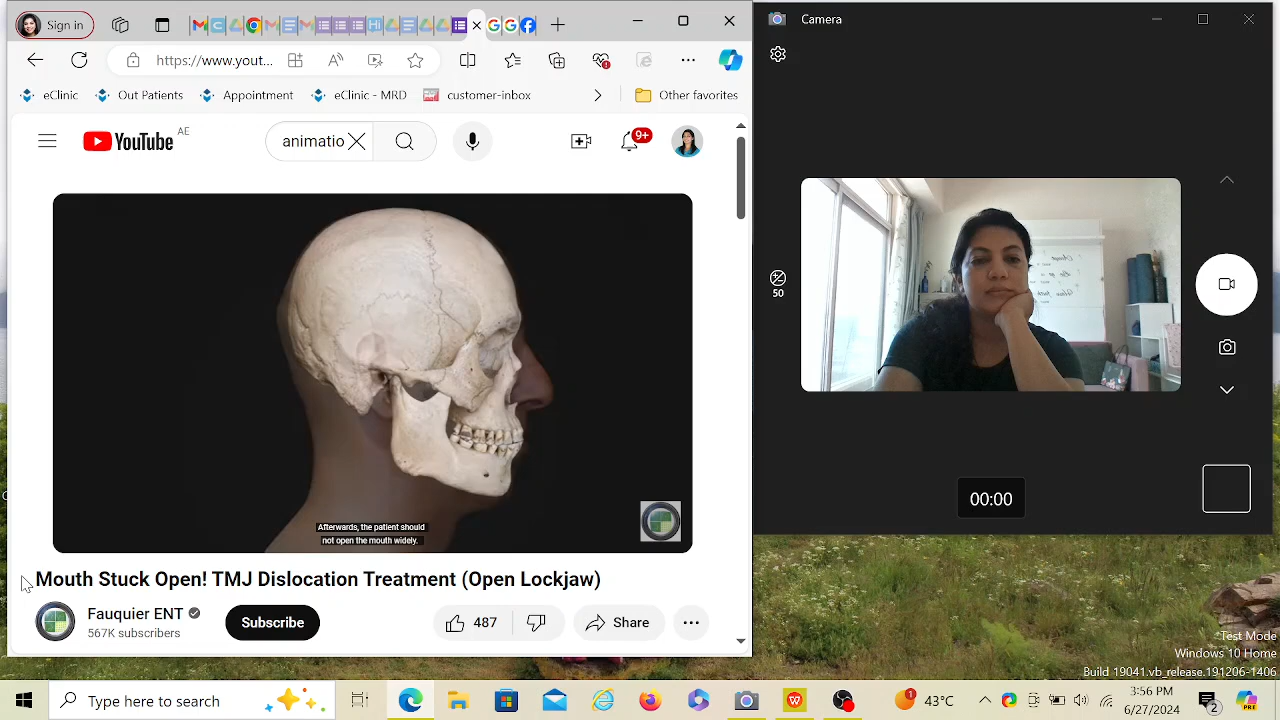 Sign in
https://www.yout...
eClinic
Out Patients
Appointment
eClinic - MRD
customer-inbox
Other favorites
YouTube AE
animatio
9+
Afterwards, the patient should
not open the mouth widely.
Mouth Stuck Open! TMJ Dislocation Treatment (Open Lockjaw)
Fauquier ENT
567K subscribers
Subscribe
487
Share
Camera
50
00:00
Test Mode
Windows 10 Home
Build 19041.vb_release.191206-1406
Type here to search
1
43°C
3:56 PM
6/27/2024
2
PRE